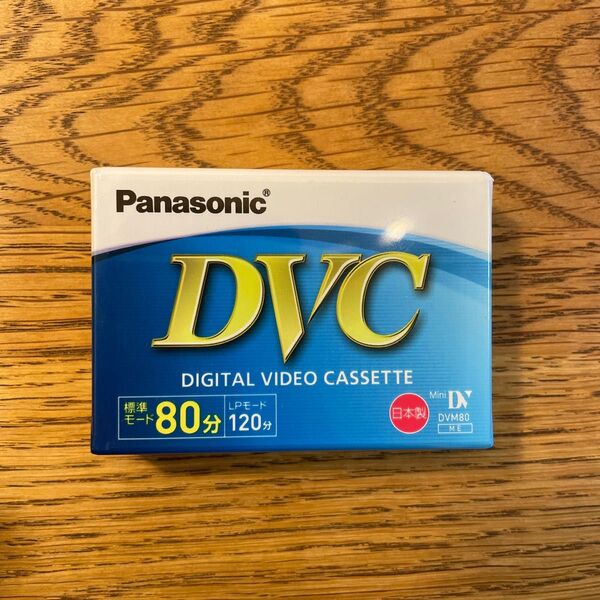 Panasonic®
DVC
DIGITAL VIDEO CASSETTE
標準
モード 80分
LPモード
120分
日本製
Mini DV
DVM80
ME